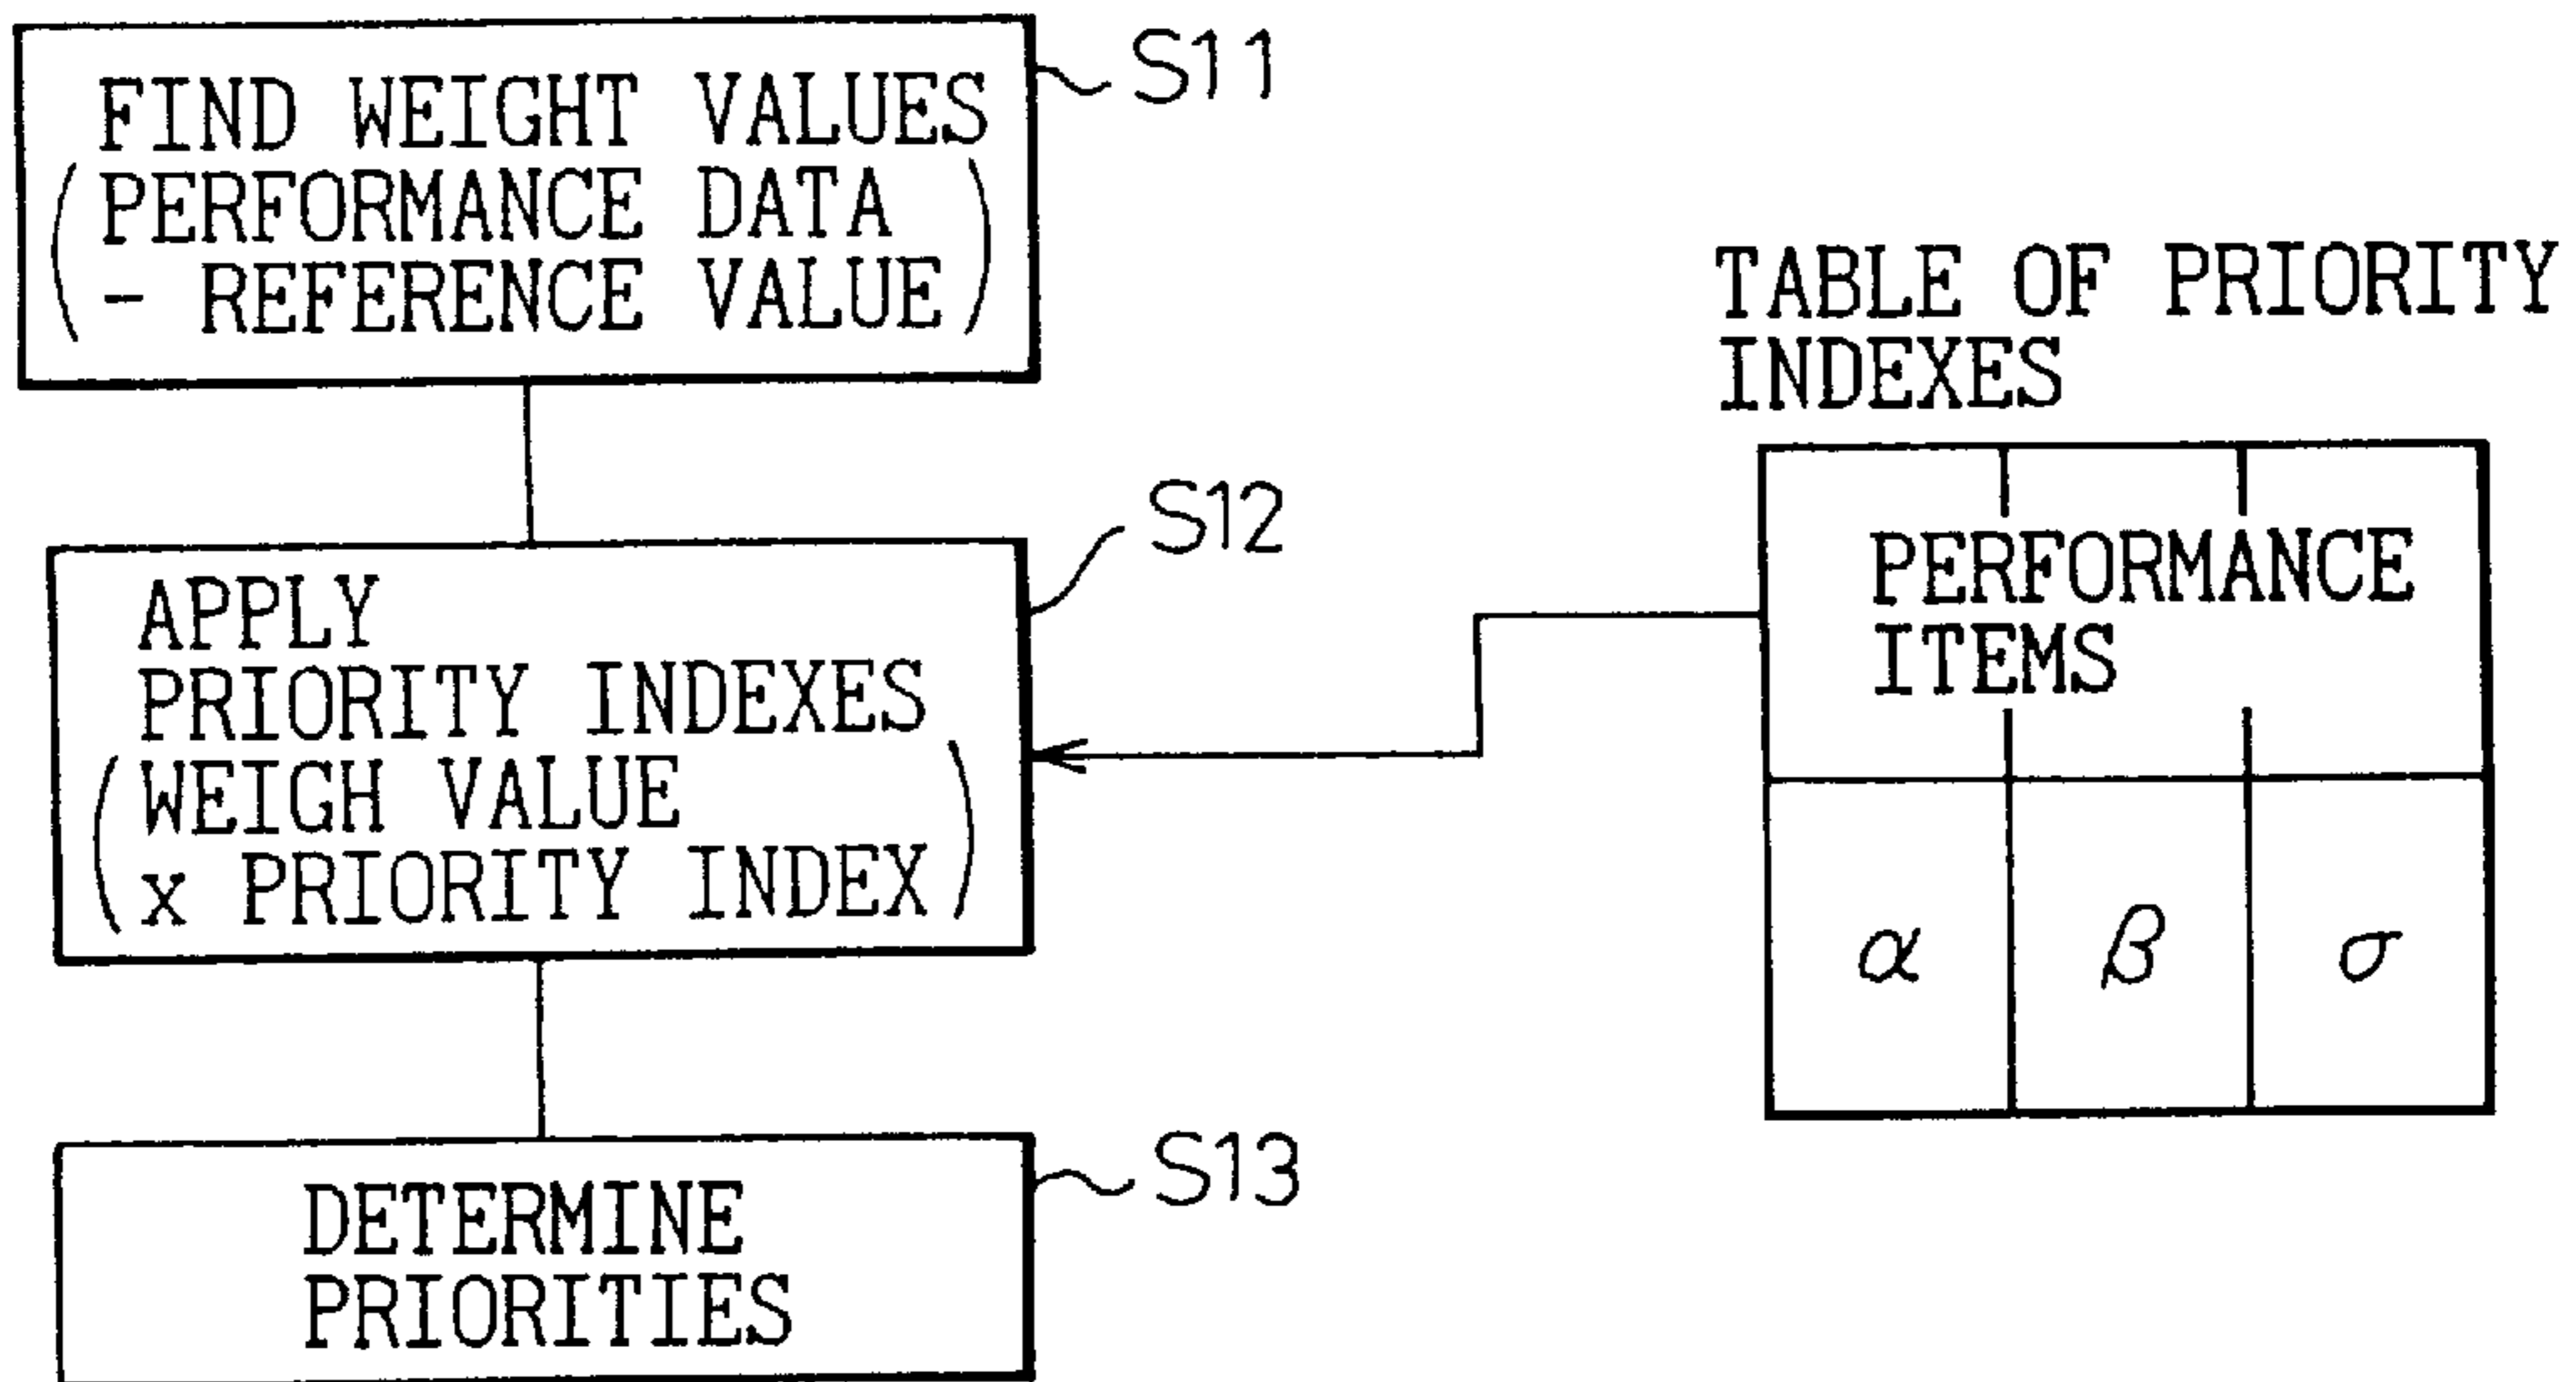 FIND WEIGHT VALUES
(PERFORMANCE DATA
- REFERENCE VALUE)
S11
APPLY
PRIORITY INDEXES
(WEIGH VALUE
x PRIORITY INDEX)
S12
DETERMINE
PRIORITIES
S13
TABLE OF PRIORITY
INDEXES
PERFORMANCE
ITEMS
α β σ